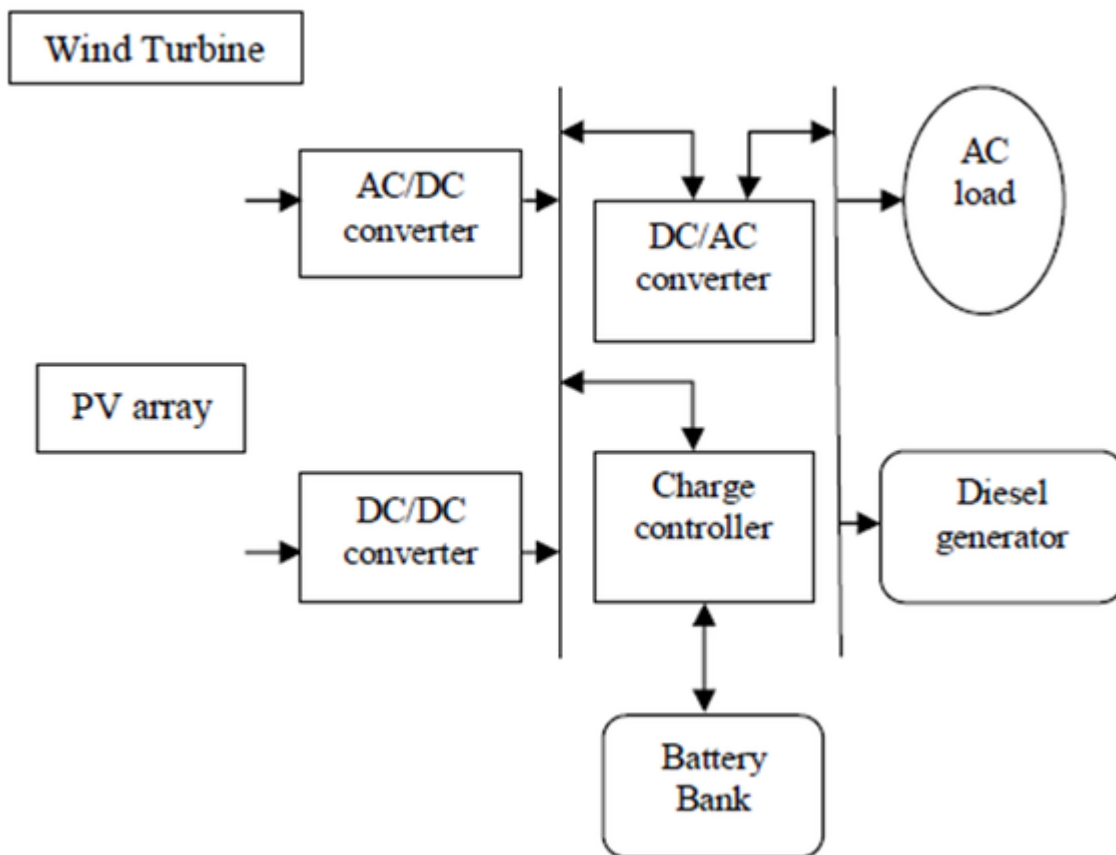 Wind Turbine
AC/DC
converter
DC/AC
converter
AC
load
PV array
DC/DC
converter
Charge
controller
Diesel
generator
Battery
Bank